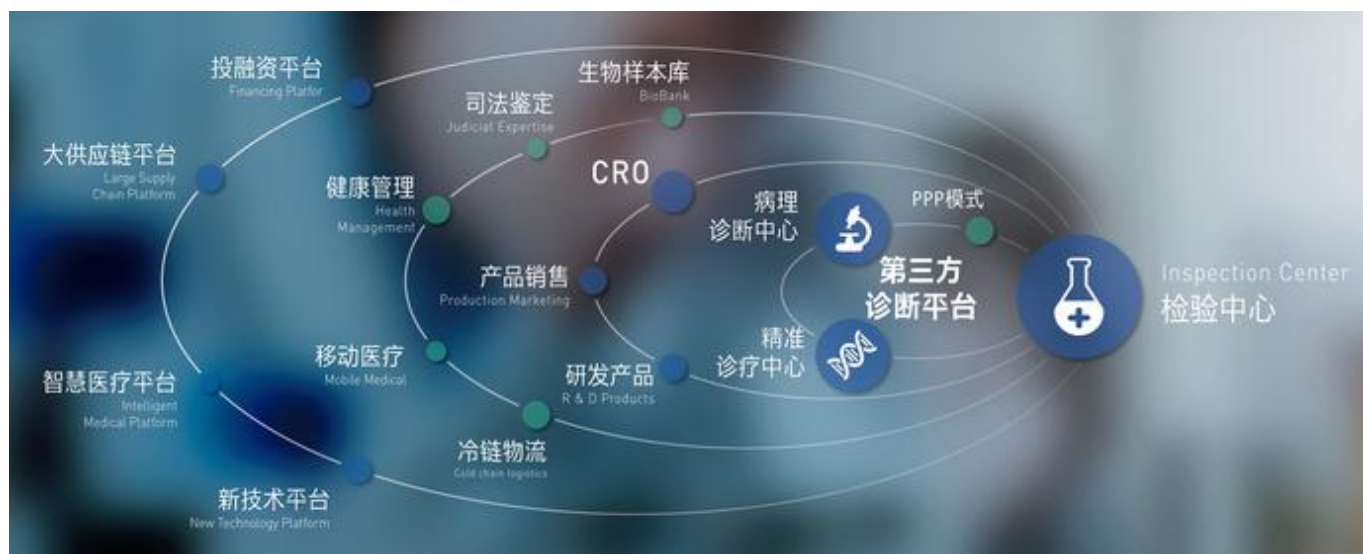 投融资平台
Financing Platfor
大供应链平台
Large Supply
Chain Platform
智慧医疗平台
Intelligent
Medical Platform
新技术平台
New Technology Platform
生物样本库
BioBank
司法鉴定
Judicial Expertise
健康管理
Health
Management
移动医疗
Mobile Medical
冷链物流
Cold chain logistics
CRO
产品销售
Production Marketing
研发产品
R & D Products
病理
诊断中心
PPP模式
第三方
诊断平台
精准
诊疗中心
Inspection Center
检验中心